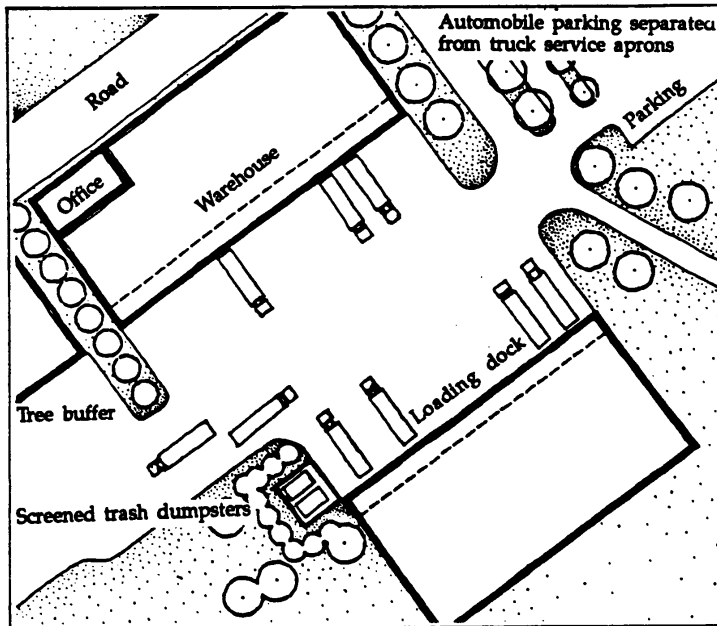 Automobile parking separated
from truck service aprons
Road
Parking
Office
Warehouse
Loading dock
Tree buffer
Screened trash dumpsters